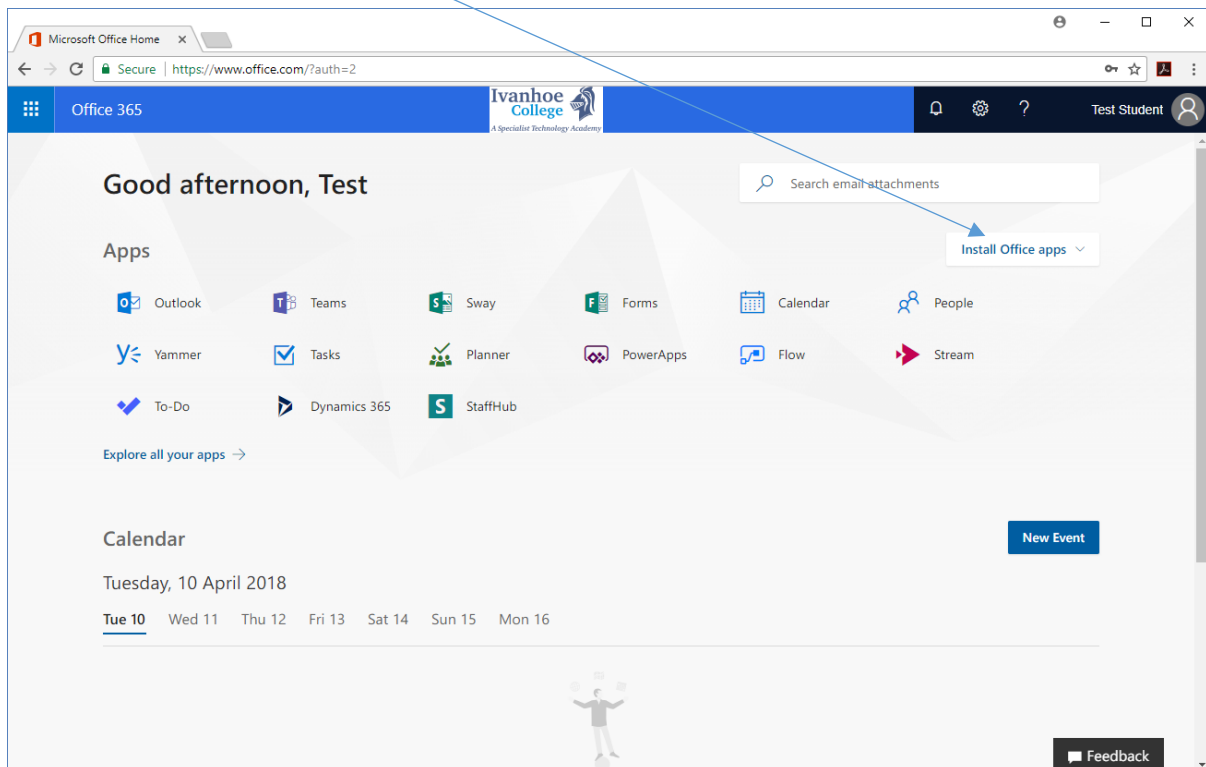 Microsoft Office Home
Secure | https://www.office.com/?auth=2
Office 365
Ivanhoe
College
A Specialist Technology Academy
?
Test Student
Good afternoon, Test
Search email attachments
Apps
Install Office apps
Outlook Teams Sway Forms Calendar People
Yammer Tasks Planner PowerApps Flow Stream
To-Do Dynamics 365 StaffHub
Explore all your apps →
Calendar
New Event
Tuesday, 10 April 2018
Tue 10 Wed 11 Thu 12 Fri 13 Sat 14 Sun 15 Mon 16
Feedback